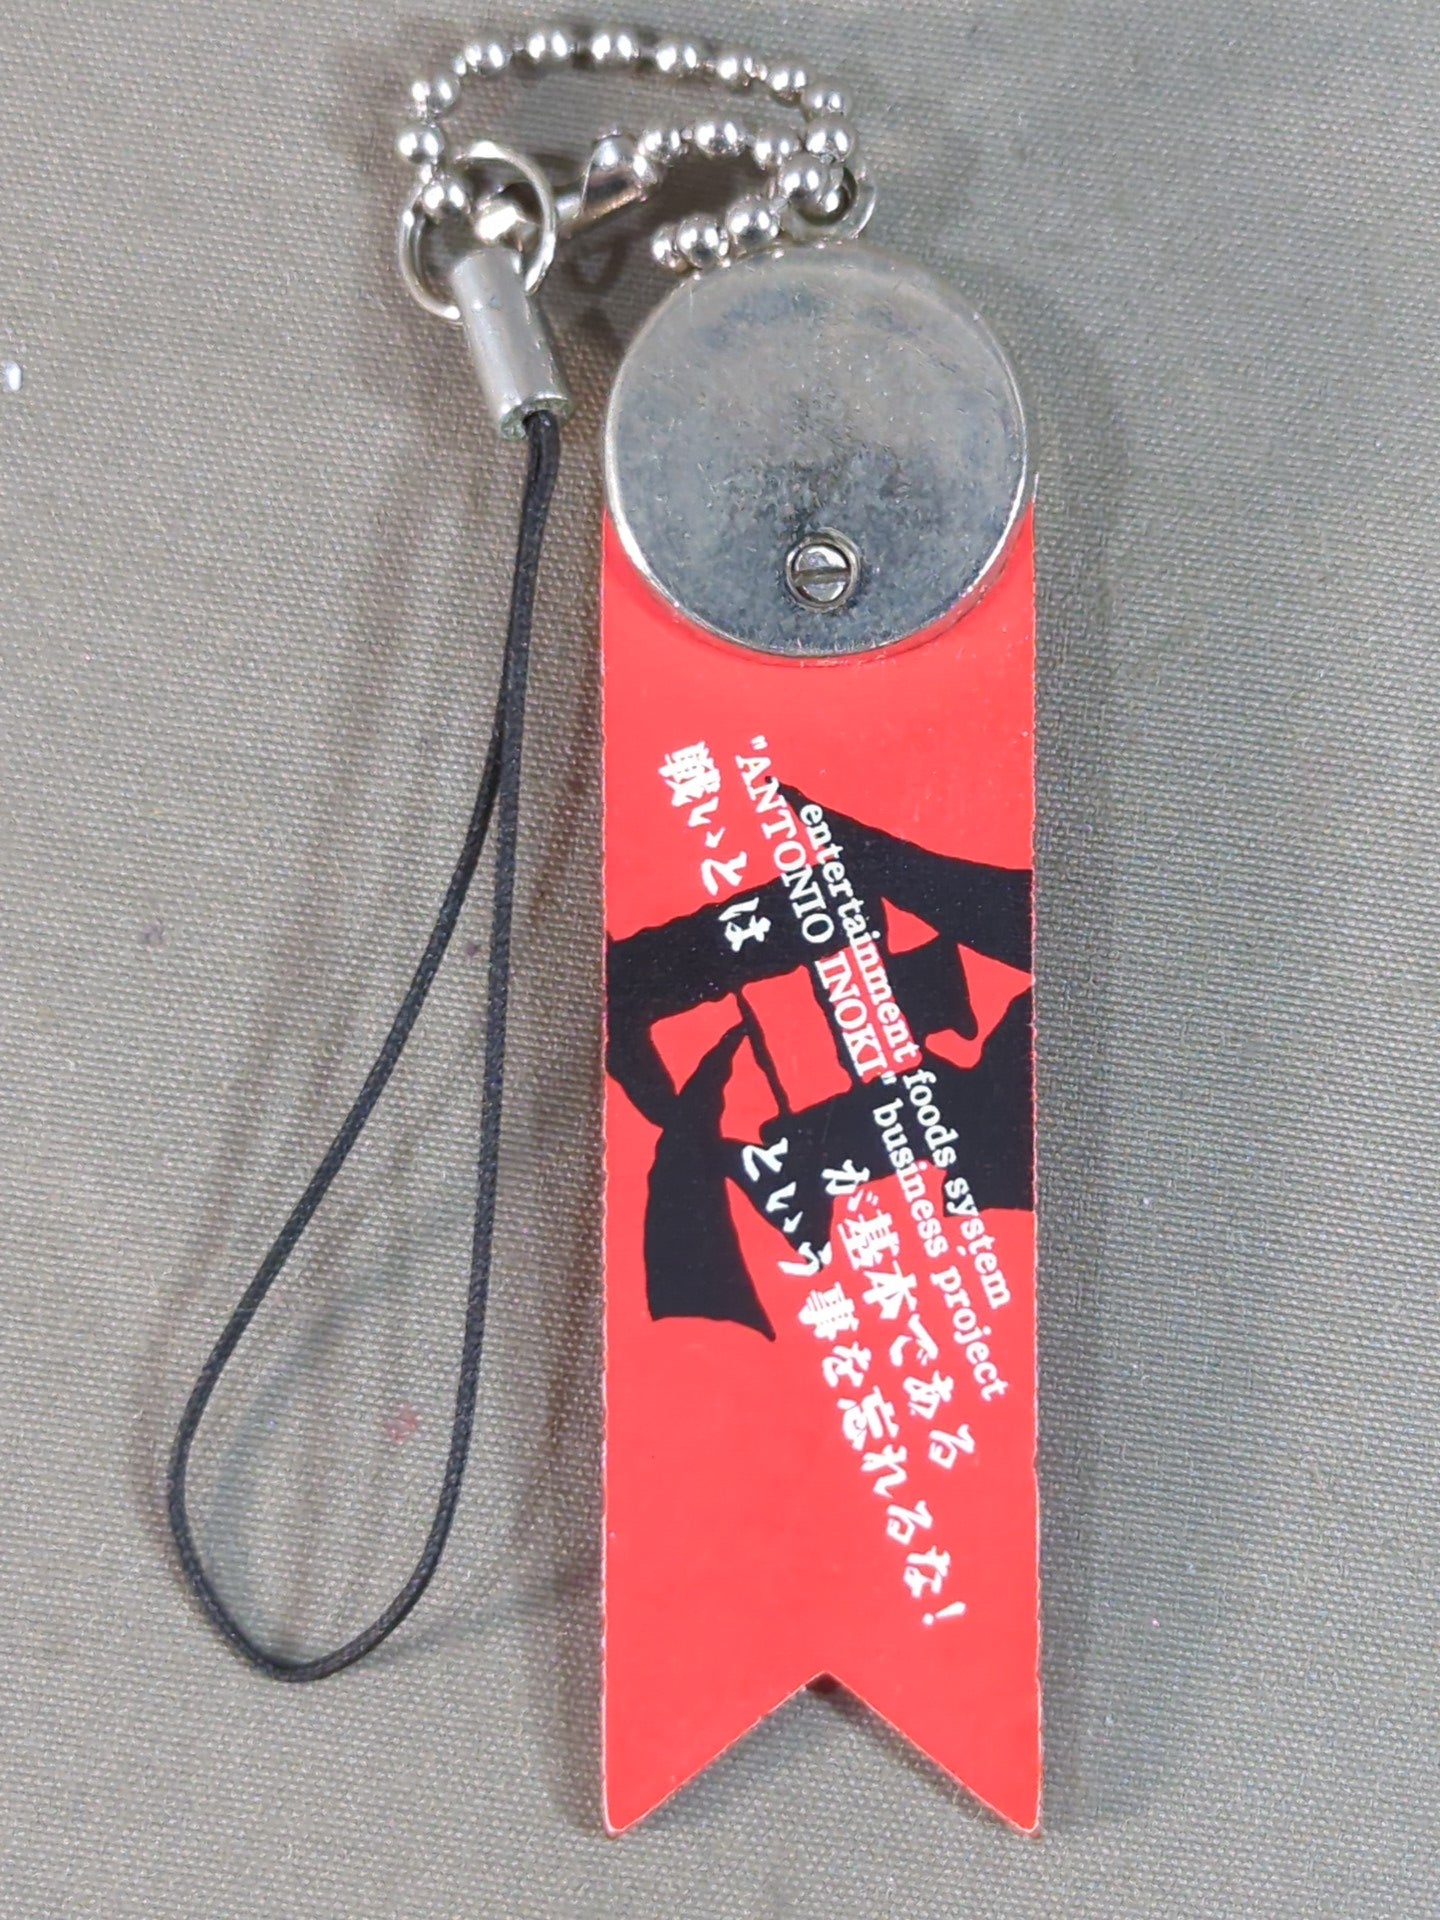 entertainment foods system
"ANTONIO INOKI" business project
戦いとは
食
が基本である
という事を忘れるな!